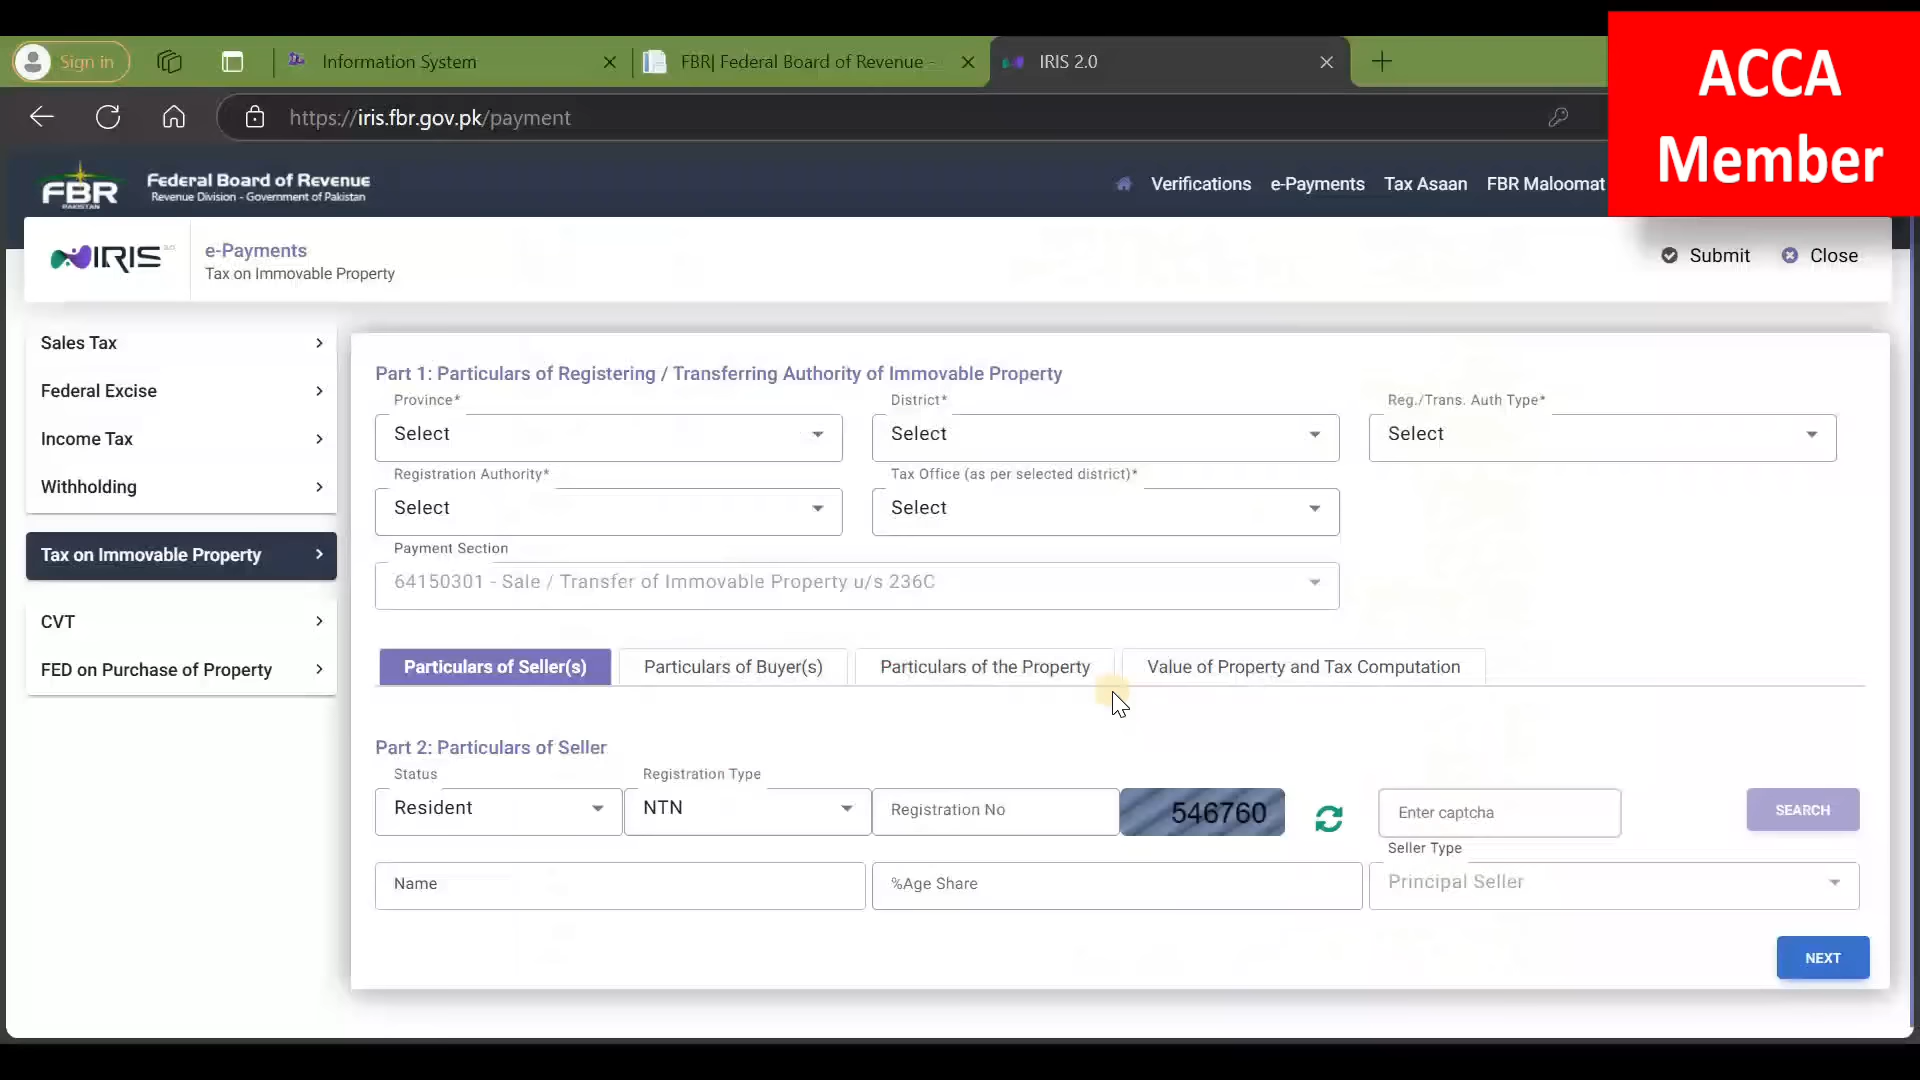 Sign in
Information System
FBR| Federal Board of Revenue -
IRIS 2.0
ACCA
Member
https://iris.fbr.gov.pk/payment
FBR
PAKISTAN
Federal Board of Revenue
Revenue Division - Government of Pakistan
Verifications
e-Payments
Tax Asaan
FBR Maloomat
IRIS
e-Payments
Tax on Immovable Property
Submit
Close
Sales Tax
Federal Excise
Income Tax
Withholding
Tax on Immovable Property
CVT
FED on Purchase of Property
Part 1: Particulars of Registering / Transferring Authority of Immovable Property
Province*
District*
Reg./Trans. Auth Type*
Select
Select
Select
Registration Authority*
Tax Office (as per selected district)*
Select
Select
Payment Section
64150301 - Sale / Transfer of Immovable Property u/s 236C
Particulars of Seller(s)
Particulars of Buyer(s)
Particulars of the Property
Value of Property and Tax Computation
Part 2: Particulars of Seller
Status
Registration Type
Resident
NTN
Registration No
546760
Enter captcha
SEARCH
Seller Type
Name
%Age Share
Principal Seller
NEXT